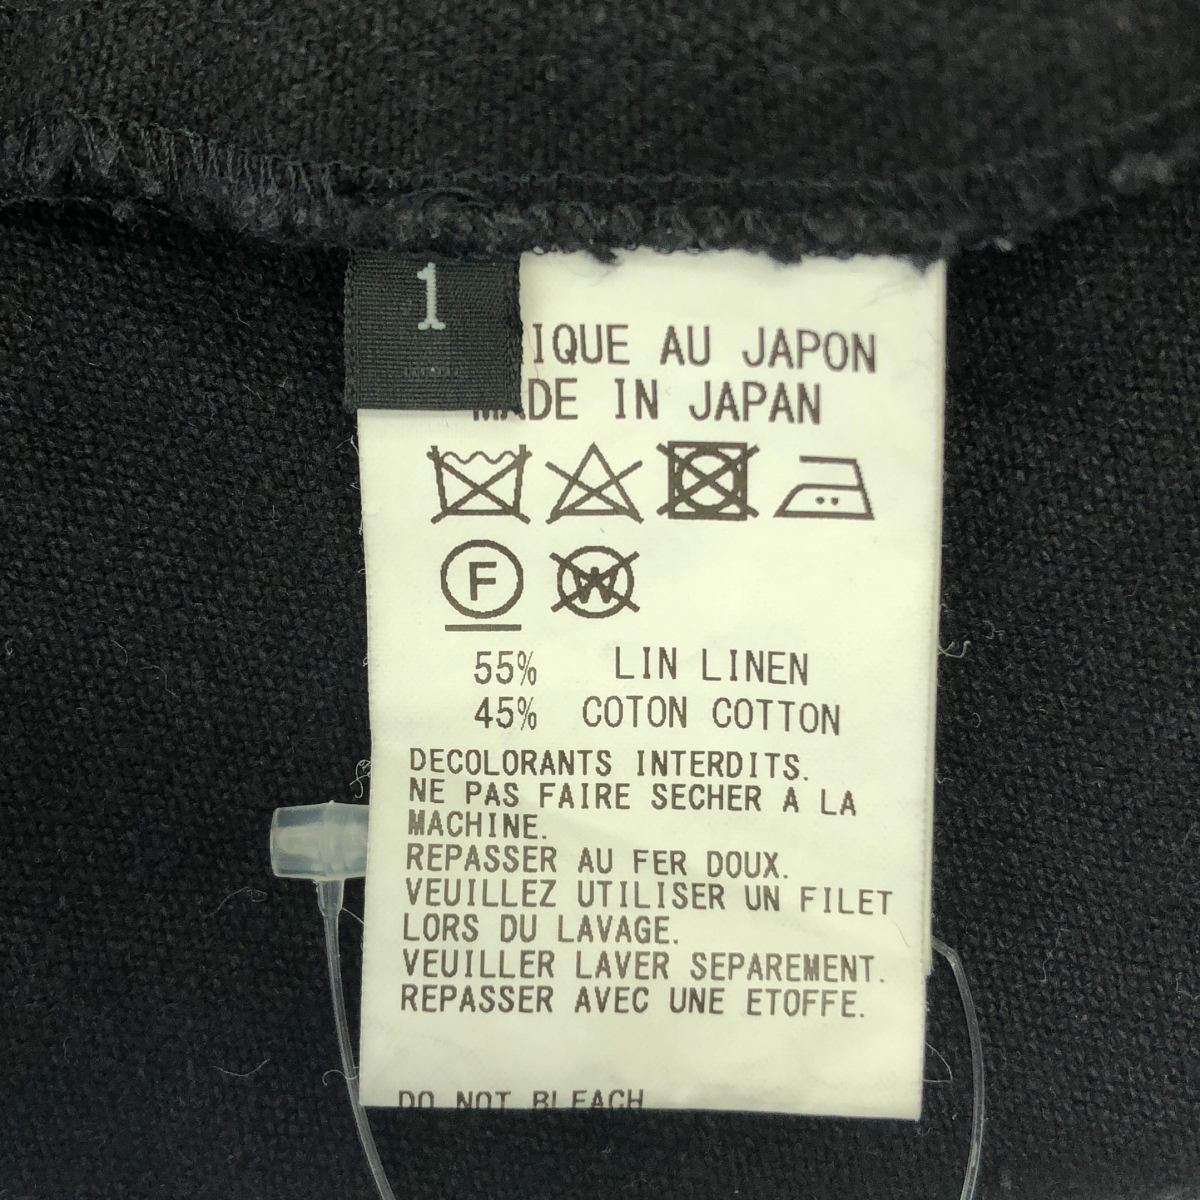 1
IQUE AU JAPON
MADE IN JAPAN
F W
55% LIN LINEN
45% COTON COTTON
DECOLORANTS INTERDITS.
NE PAS FAIRE SECHER A LA
MACHINE.
REPASSER AU FER DOUX.
VEUILLEZ UTILISER UN FILET
LORS DU LAVAGE.
VEUILLER LAVER SEPAREMENT.
REPASSER AVEC UNE ETOFFE.
DO NOT BLEACH